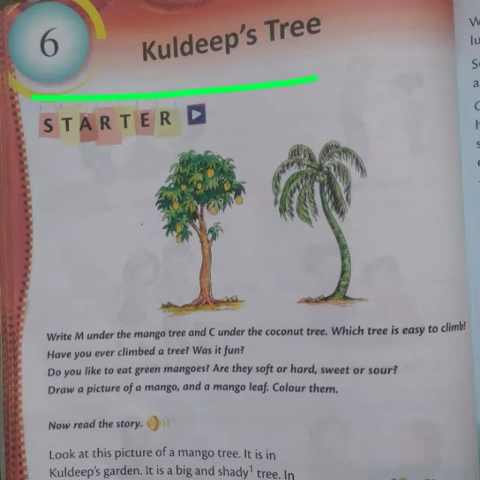 6
Kuldeep's Tree
STARTER
Write M under the mango tree and C under the coconut tree. Which tree is easy to climb?
Have you ever climbed a tree? Was it fun?
Do you like to eat green mangoes? Are they soft or hard, sweet or sour?
Draw a picture of a mango, and a mango leaf. Colour them.
Now read the story.
Look at this picture of a mango tree. It is in
Kuldeep's garden. It is a big and shady¹ tree. In